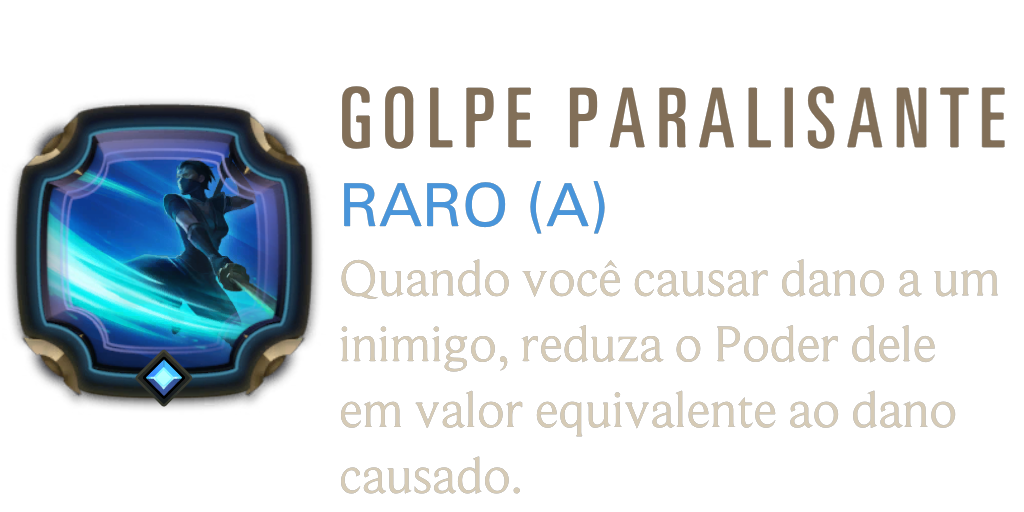 GOLPE PARALISANTE
RARO (A)
Quando você causar dano a um
inimigo, reduza o Poder dele
em valor equivalente ao dano
causado.